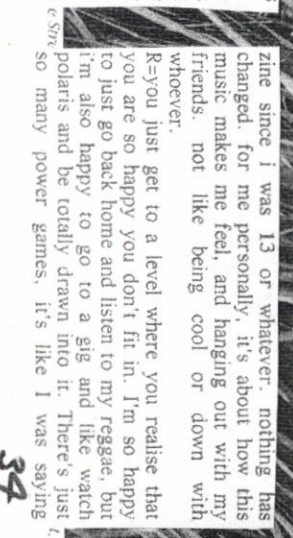 zine since i was 13 or whatever. nothing has
changed. for me personally, it's about how this
music makes me feel, and hanging out with my
friends. not like being cool or down with
whoever.
R=you just get to a level where you realise that
you are so happy you don't fit in. I'm so happy
to just go back home and listen to my reggae, but
i'm also happy to go to a gig and like watch
polaris and be totally drawn into it. There's just
so many power games, it's like I was saying
34